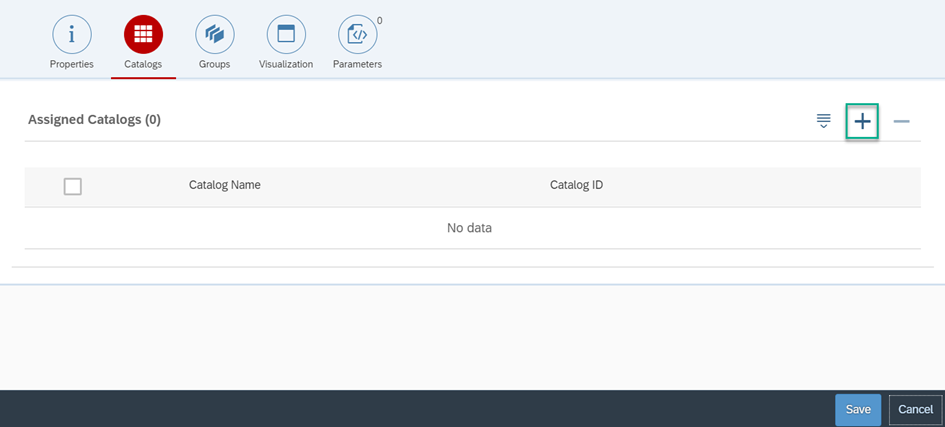 0
Properties
Catalogs
Groups
Visualization
Parameters
Assigned Catalogs (0)
Catalog Name
Catalog ID
No data
Save
Cancel